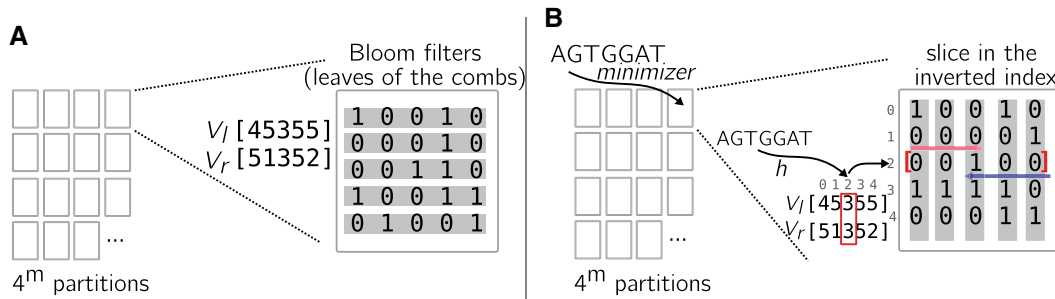 A
Bloom filters
(leaves of the combs)
1 0 0 1 0
0 0 0 1 0
0 0 1 1 0
1 0 0 1 1
0 1 0 0 1
Vl [45355]
Vr [51352]
...
4^m partitions
B
AGTGGAT
minimizer
AGTGGAT
h
0 1 2 3 4
Vl [45355]
Vr [51352]
...
4^m partitions
slice in the
inverted index
0 1 0 0 1 0
1 0 0 0 0 1
2 [0 0 1 0 0]
3 1 1 1 1 0
4 0 0 0 1 1